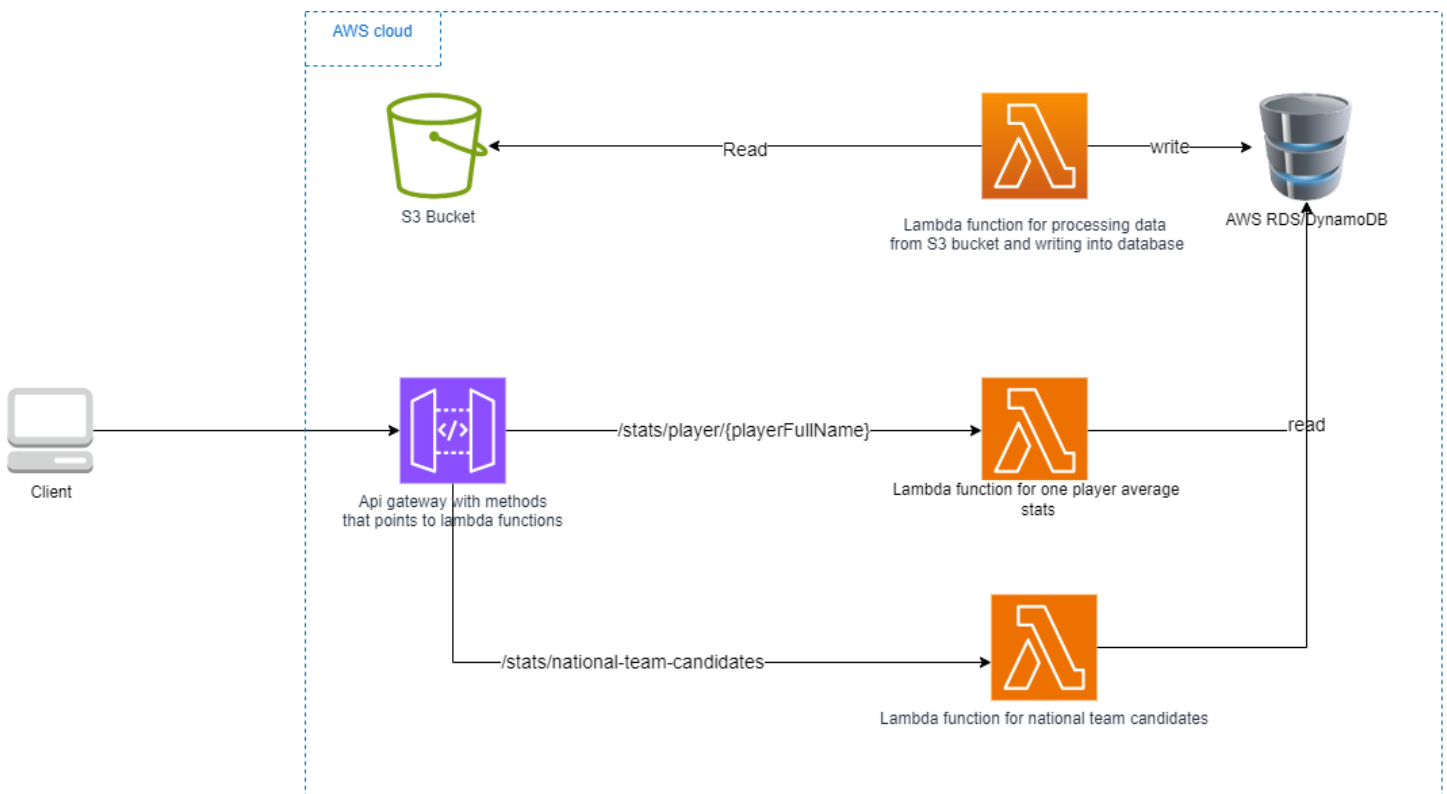 AWS cloud
Read
write
S3 Bucket
Lambda function for processing data
from S3 bucket and writing into database
AWS RDS/DynamoDB
/stats/player/{playerFullName}
read
Client
Api gateway with methods
that points to lambda functions
</>
Lambda function for one player average
stats
/stats/national-team-candidates
Lambda function for national team candidates